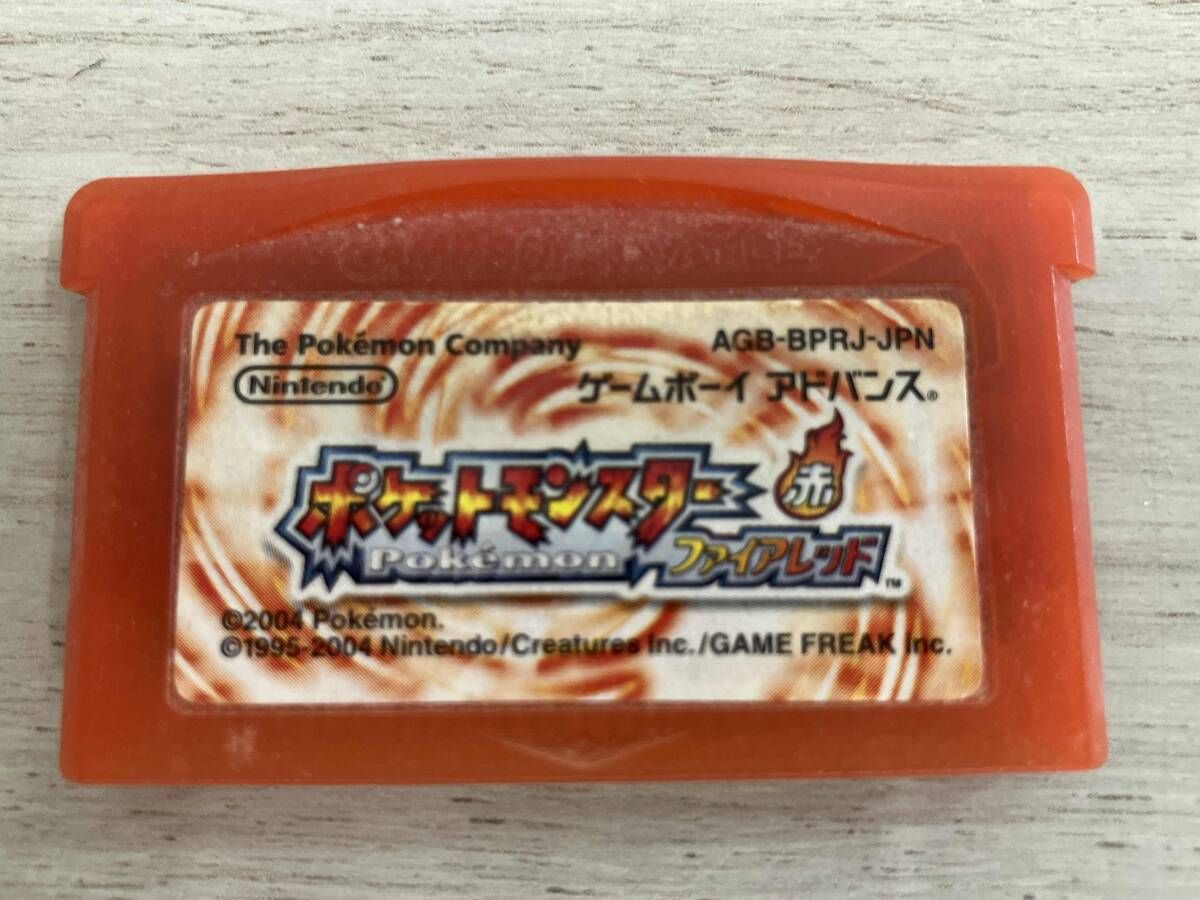 The Pokémon Company AGB-BPRJ-JPN
Nintendo ゲームボーイ アドバンス®
ポケットモンスター 赤
Pokémon ファイアレッド ™
©2004 Pokémon.
©1995-2004 Nintendo/Creatures Inc./GAME FREAK inc.